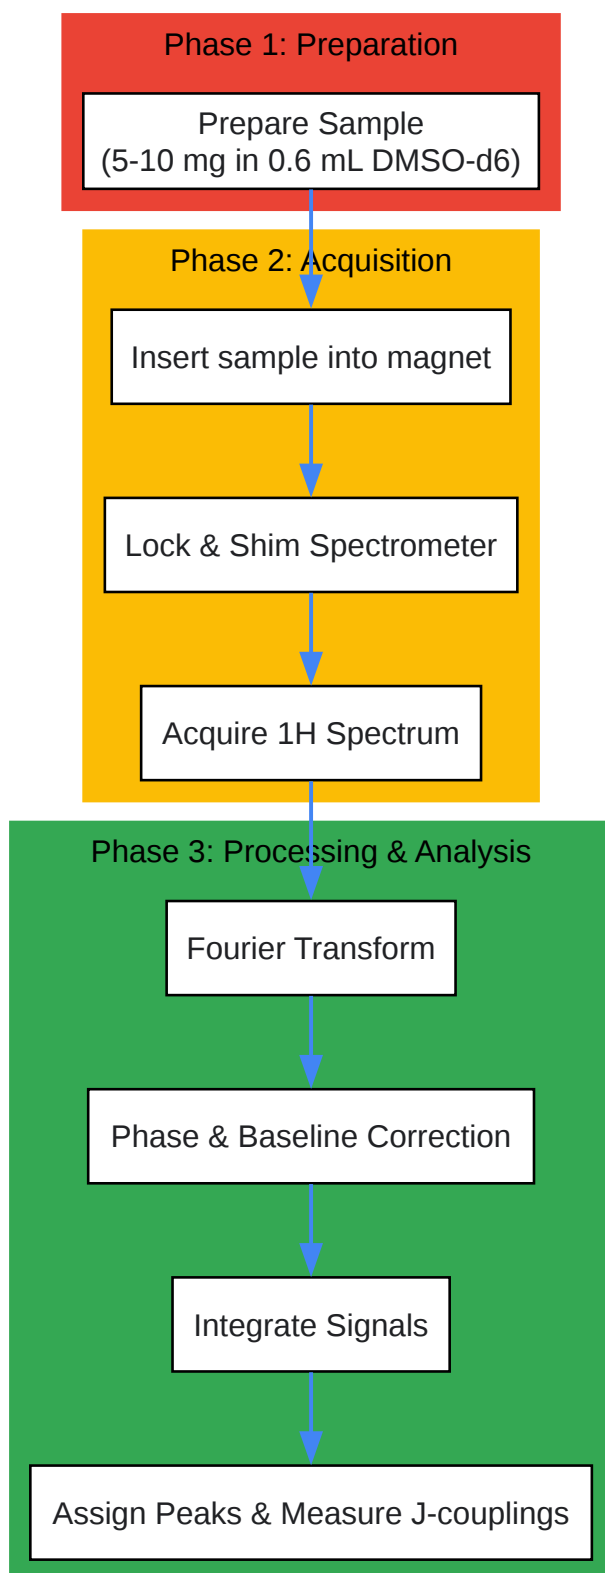 Phase 1: Preparation
Prepare Sample
(5-10 mg in 0.6 mL DMSO-d6)
Phase 2: Acquisition
Insert sample into magnet
Lock & Shim Spectrometer
Acquire 1H Spectrum
Phase 3: Processing & Analysis
Fourier Transform
Phase & Baseline Correction
Integrate Signals
Assign Peaks & Measure J-couplings